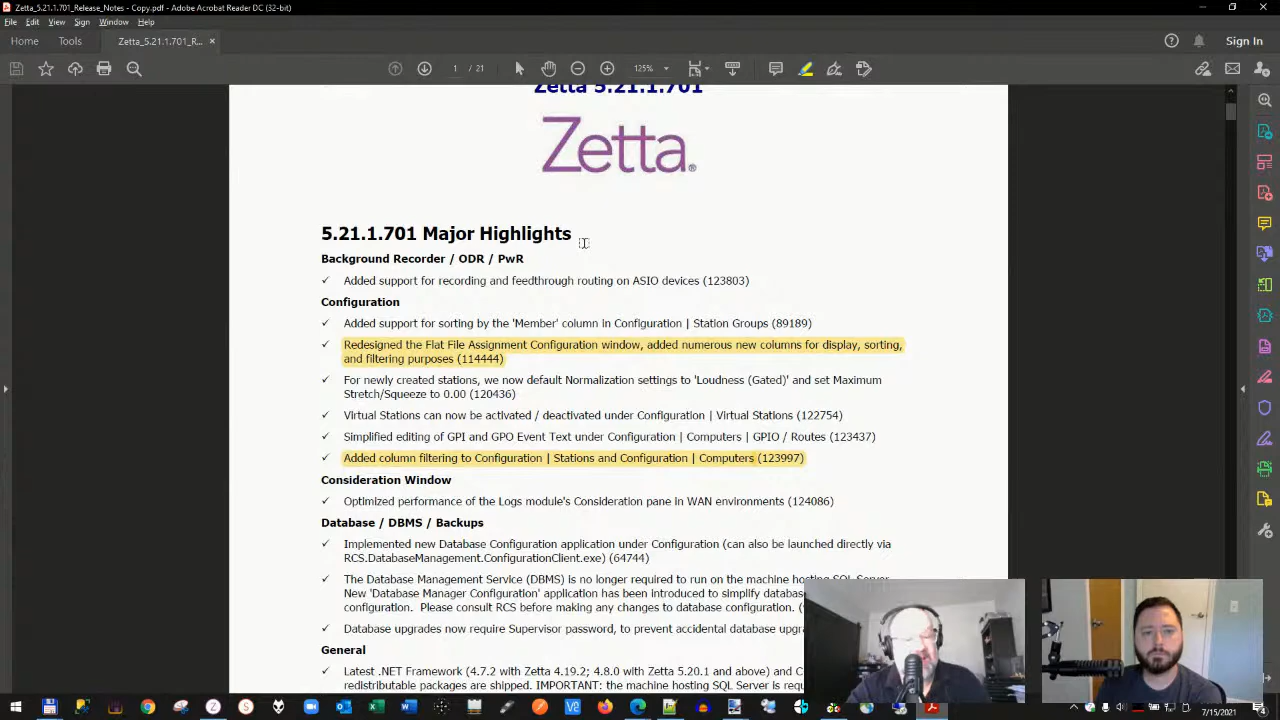 Zetta_5.21.1.701_Release_Notes - Copy.pdf - Adobe Acrobat Reader DC (32-bit)
File Edit View Sign Window Help
Home Tools Zetta_5.21.1.701_R... × Sign In
1 / 21 125%
Zetta 5.21.1.701
Zetta®
5.21.1.701 Major Highlights
Background Recorder / ODR / PwR
✓ Added support for recording and feedthrough routing on ASIO devices (123803)
Configuration
✓ Added support for sorting by the 'Member' column in Configuration | Station Groups (89189)
✓ Redesigned the Flat File Assignment Configuration window, added numerous new columns for display, sorting,
and filtering purposes (114444)
✓ For newly created stations, we now default Normalization settings to 'Loudness (Gated)' and set Maximum
Stretch/Squeeze to 0.00 (120436)
✓ Virtual Stations can now be activated / deactivated under Configuration | Virtual Stations (122754)
✓ Simplified editing of GPI and GPO Event Text under Configuration | Computers | GPIO / Routes (123437)
✓ Added column filtering to Configuration | Stations and Configuration | Computers (123997)
Consideration Window
✓ Optimized performance of the Logs module's Consideration pane in WAN environments (124086)
Database / DBMS / Backups
✓ Implemented new Database Configuration application under Configuration (can also be launched directly via
RCS.DatabaseManagement.ConfigurationClient.exe) (64744)
✓ The Database Management Service (DBMS) is no longer required to run on the machine hosting SQL Server.
New 'Database Manager Configuration' application has been introduced to simplify
configuration. Please consult RCS before making any changes to database configuration.
✓ Database upgrades now require Supervisor password, to prevent accidental database
General
✓ Latest .NET Framework (4.7.2 with Zetta 4.19.2; 4.8.0 with Zetta 5.20.1 and above) and
redistributable packages are shipped. IMPORTANT: the machine hosting SQL Server is
7/15/2021